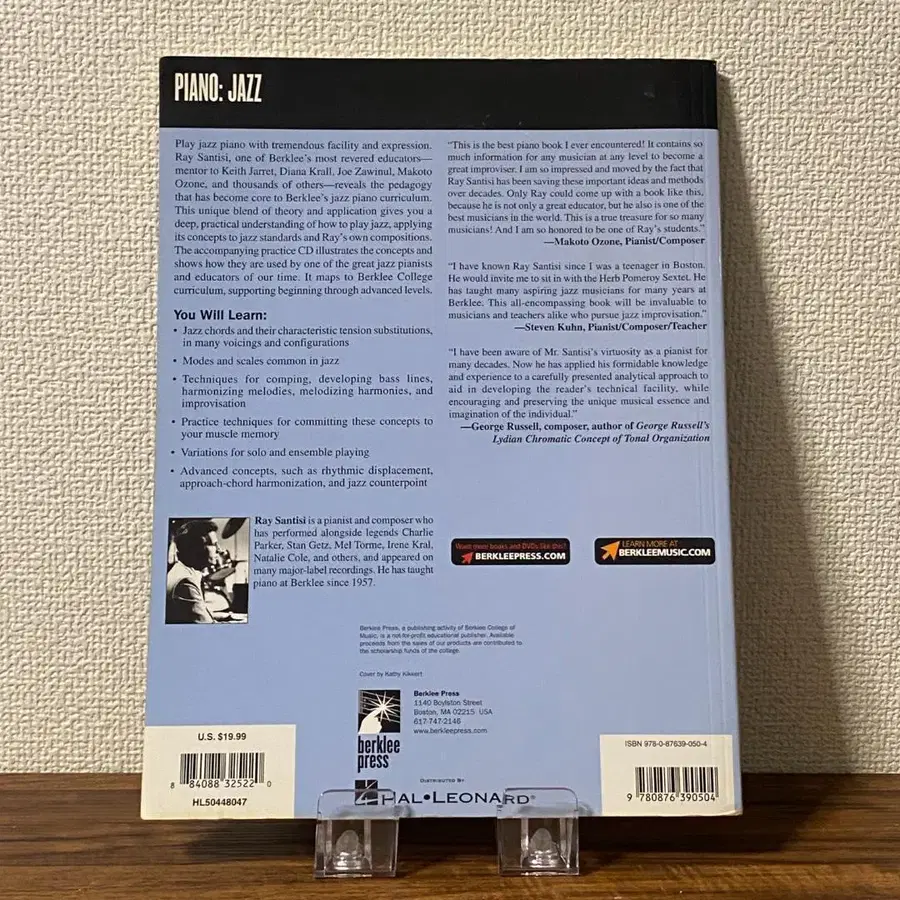 PIANO: JAZZ
Play jazz piano with tremendous facility and expression.
Ray Santisi, one of Berklee's most revered educators—
mentor to Keith Jarret, Diana Krall, Joe Zawinul, Makoto
Ozone, and thousands of others—reveals the pedagogy
that has become core to Berklee's jazz piano curriculum.
This unique blend of theory and application gives you a
deep, practical understanding of how to play jazz, applying
its concepts to jazz standards and Ray's own compositions.
The accompanying practice CD illustrates the concepts and
shows how they are used by one of the great jazz pianists
and educators of our time. It maps to Berklee College
curriculum, supporting beginning through advanced levels.
You Will Learn:
• Jazz chords and their characteristic tension substitutions,
in many voicings and configurations
• Modes and scales common in jazz
• Techniques for comping, developing bass lines,
harmonizing melodies, melodizing harmonies, and
improvisation
• Practice techniques for committing these concepts to
your muscle memory
• Variations for solo and ensemble playing
• Advanced concepts, such as rhythmic displacement,
approach-chord harmonization, and jazz counterpoint
Ray Santisi is a pianist and composer who
has performed alongside legends Charlie
Parker, Stan Getz, Mel Torme, Irene Kral,
Natalie Cole, and others, and appeared on
many major-label recordings. He has taught
piano at Berklee since 1957.
"This is the best piano book I ever encountered! It contains so
much information for any musician at any level to become a
great improviser. I am so impressed and moved by the fact that
Ray Santisi has been saving these important ideas and methods
over decades. Only Ray could come up with a book like this,
because he is not only a great educator, but he also is one of the
best musicians in the world. This is a true treasure for so many
musicians! And I am so honored to be one of Ray's students."
—Makoto Ozone, Pianist/Composer
"I have known Ray Santisi since I was a teenager in Boston.
He would invite me to sit in with the Herb Pomeroy Sextet. He
has taught many aspiring jazz musicians for many years at
Berklee. This all-encompassing book will be invaluable to
musicians and teachers alike who pursue jazz improvisation."
—Steven Kuhn, Pianist/Composer/Teacher
"I have been aware of Mr. Santisi's virtuosity as a pianist for
many decades. Now he has applied his formidable knowledge
and experience to a carefully presented analytical approach to
aid in developing the reader's technical facility, while
encouraging and preserving the unique musical essence and
imagination of the individual."
—George Russell, composer, author of George Russell's
Lydian Chromatic Concept of Tonal Organization
Want more books and DVDs like this?
BERKLEEPRESS.COM
LEARN MORE AT
BERKLEEMUSIC.COM
Berklee Press, a publishing activity of Berklee College of
Music, is a not-for-profit educational publisher. Available
proceeds from the sales of our products are contributed to
the scholarship funds of the college.
Cover by Kathy Kikkert
berklee
press
Berklee Press
1140 Boylston Street
Boston, MA 02215 USA
617-747-2146
www.berkleepress.com
DISTRIBUTED BY
HAL•LEONARD®
U.S. $19.99
8 84088 32522 0
HL50448047
ISBN 978-0-87639-050-4
9 780876 390504